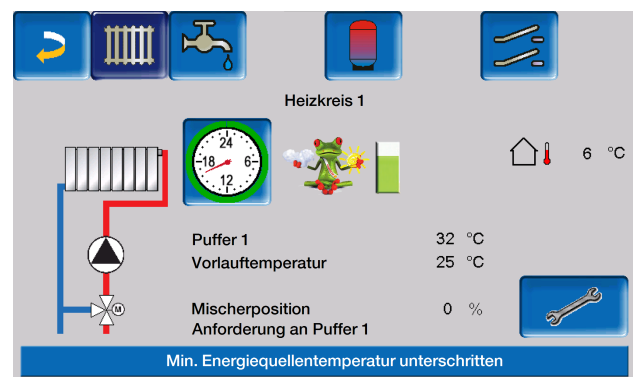 Heizkreis 1
24
-18 6-
12
6 °C
Puffer 1 32 °C
Vorlauftemperatur 25 °C
M
Mischerposition 0 %
Anforderung an Puffer 1
Min. Energiequellentemperatur unterschritten